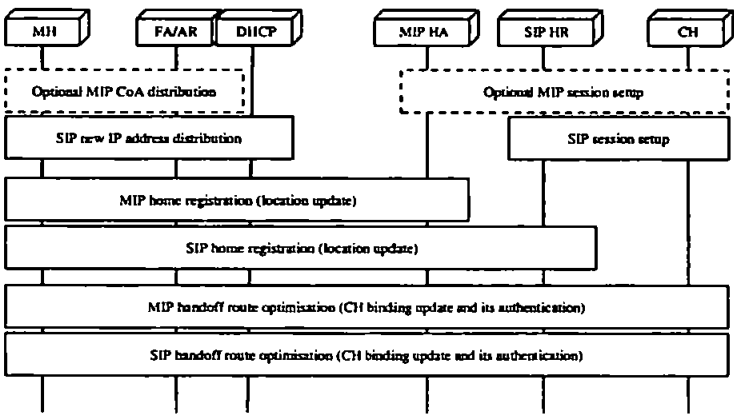 MH FA/AR DHCP MIP HA SIP HR CH
Optional MIP CoA distribution Optional MIP session setup
SIP new IP address distribution SIP session setup
MIP home registration (location update)
SIP home registration (location update)
MIP handoff route optimisation (CH binding update and its authentication)
SIP handoff route optimisation (CH binding update and its authentication)